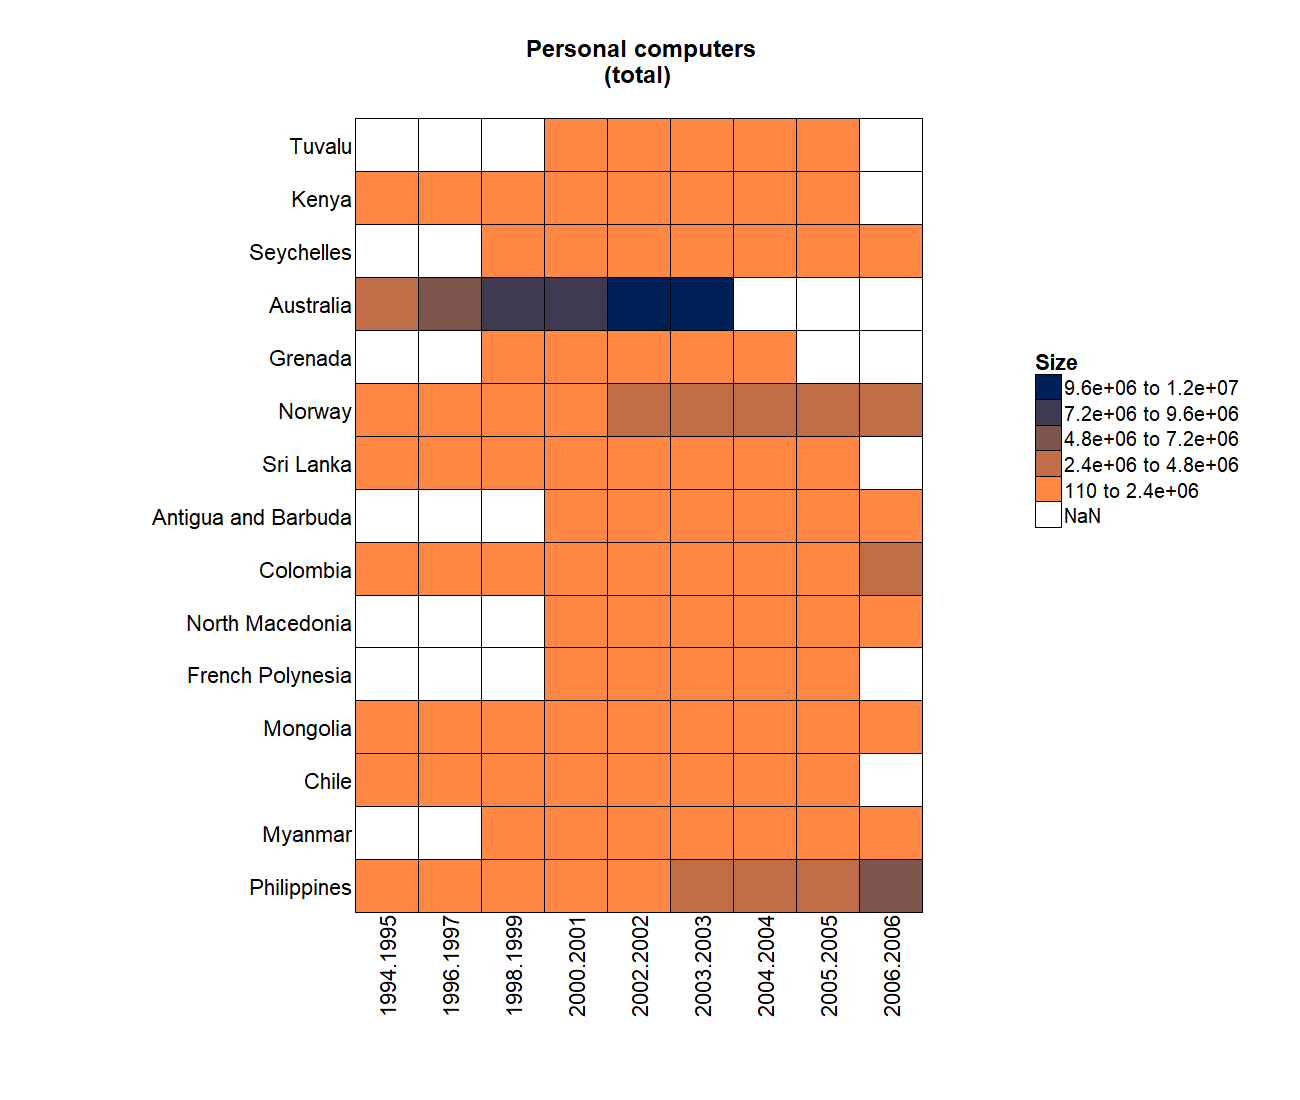 Personal computers
(total)
Tuvalu
Kenya
Seychelles
Australia
Grenada
Norway
Sri Lanka
Antigua and Barbuda
Colombia
North Macedonia
French Polynesia
Mongolia
Chile
Myanmar
Philippines
1994.1995
1996.1997
1998.1999
2000.2001
2002.2002
2003.2003
2004.2004
2005.2005
2006.2006
Size
9.6e+06 to 1.2e+07
7.2e+06 to 9.6e+06
4.8e+06 to 7.2e+06
2.4e+06 to 4.8e+06
110 to 2.4e+06
NaN